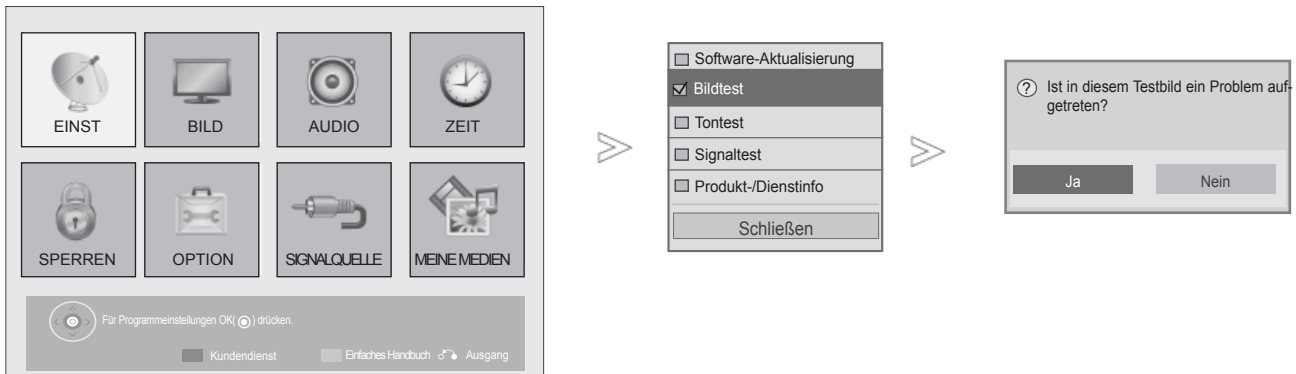 EINST
BILD
AUDIO
ZEIT
SPERREN
OPTION
SIGNALQUELLE
MEINE MEDIEN
Für Programmeinstellungen OK( ) drücken.
Kundendienst
Einfaches Handbuch
Ausgang
Software-Aktualisierung
Bildtest
Tontest
Signaltest
Produkt-/Dienstinfo
Schließen
? Ist in diesem Testbild ein Problem auf-
getreten?
Ja
Nein